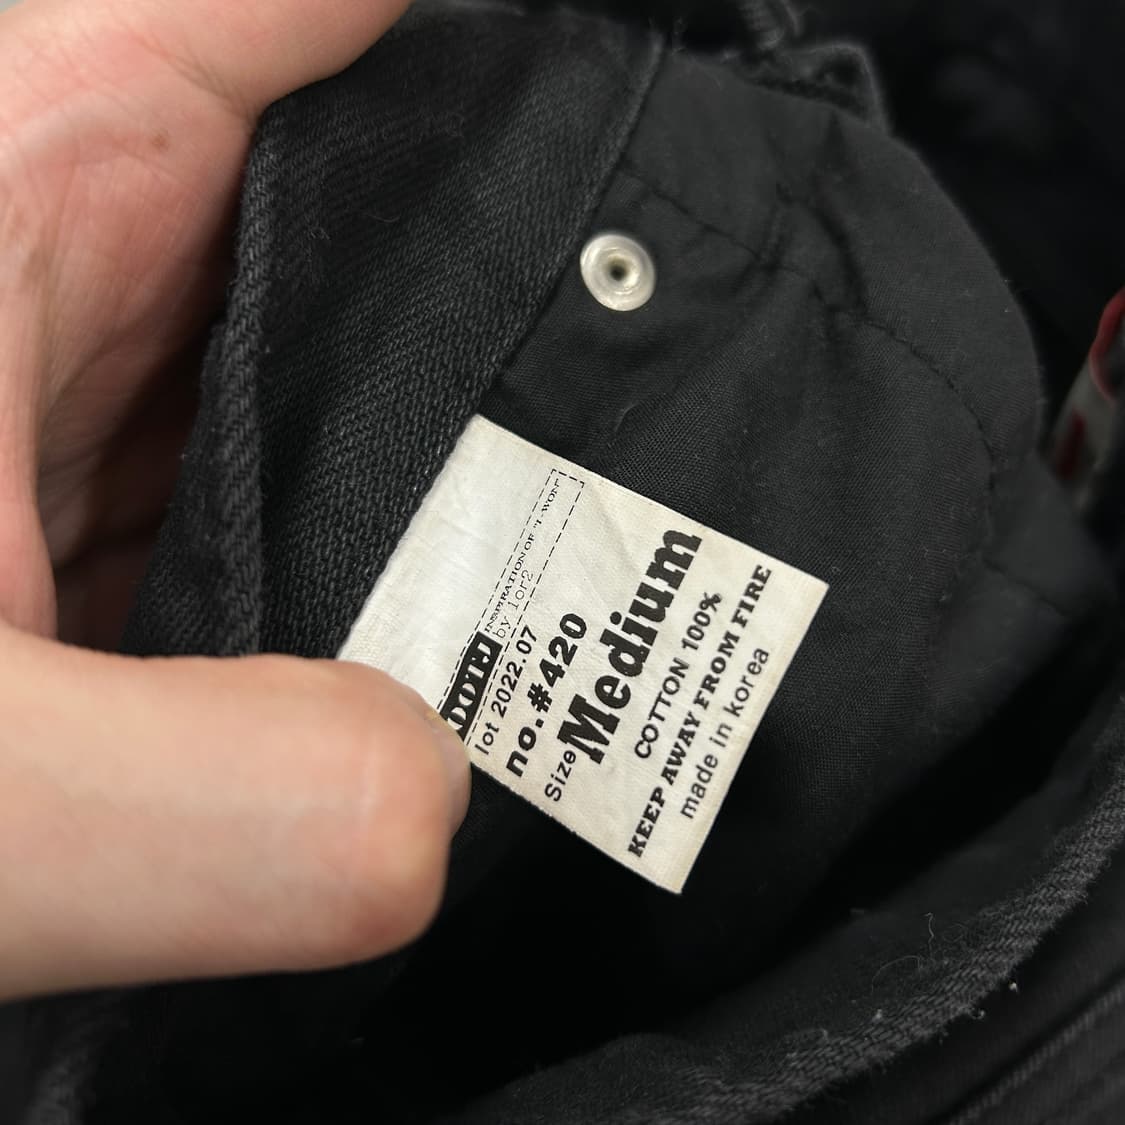 INSPIRATION OF "I-WON"
by 1or2
lot 2022.07
no.#420
Size Medium
COTTON 100%
KEEP AWAY FROM FIRE
made in korea